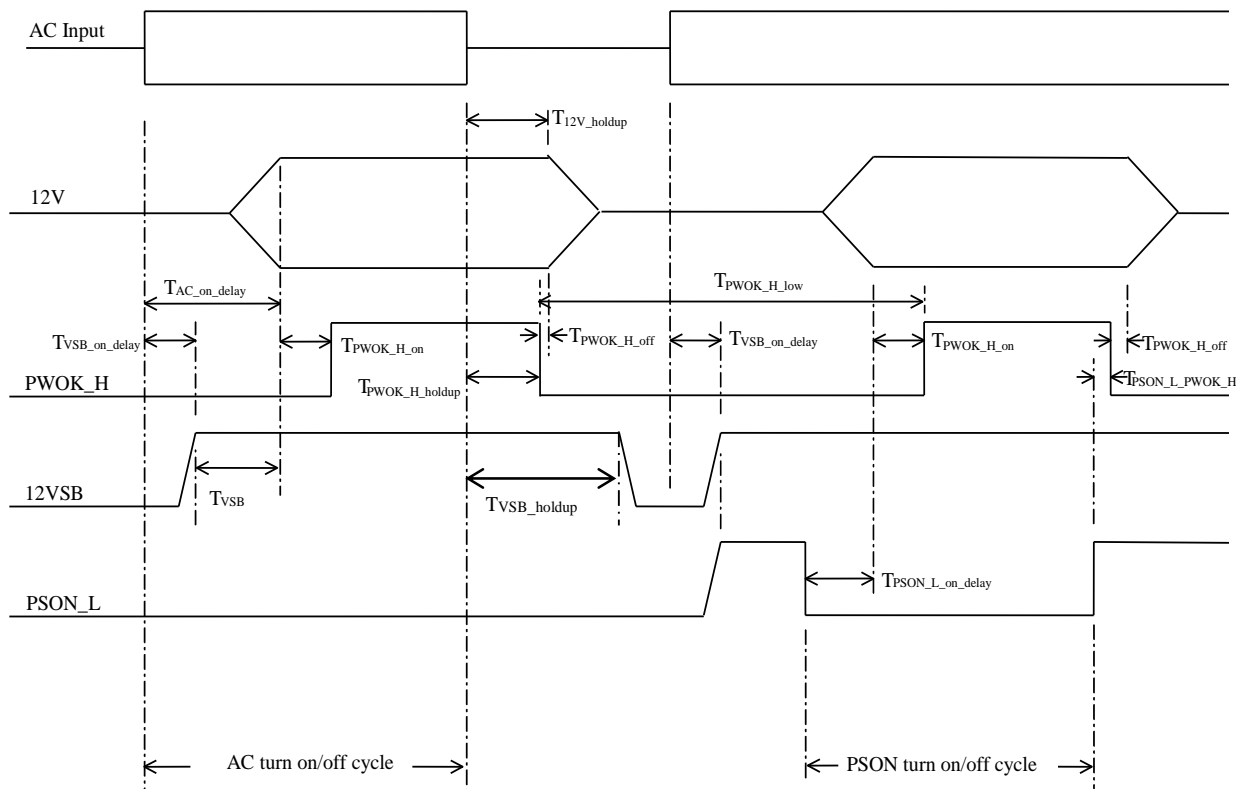 AC Input
T12V_holdup
12V
TAC_on_delay
TPWOK_H_low
TVSB_on_delay
TPWOK_H_on
TPWOK_H_off
TVSB_on_delay
TPWOK_H_on
TPWOK_H_off
PWOK_H
TPWOK_H_holdup
TPSON_L_PWOK_H
12VSB
TVSB
TVSB_holdup
PSON_L
TPSON_L_on_delay
AC turn on/off cycle
PSON turn on/off cycle